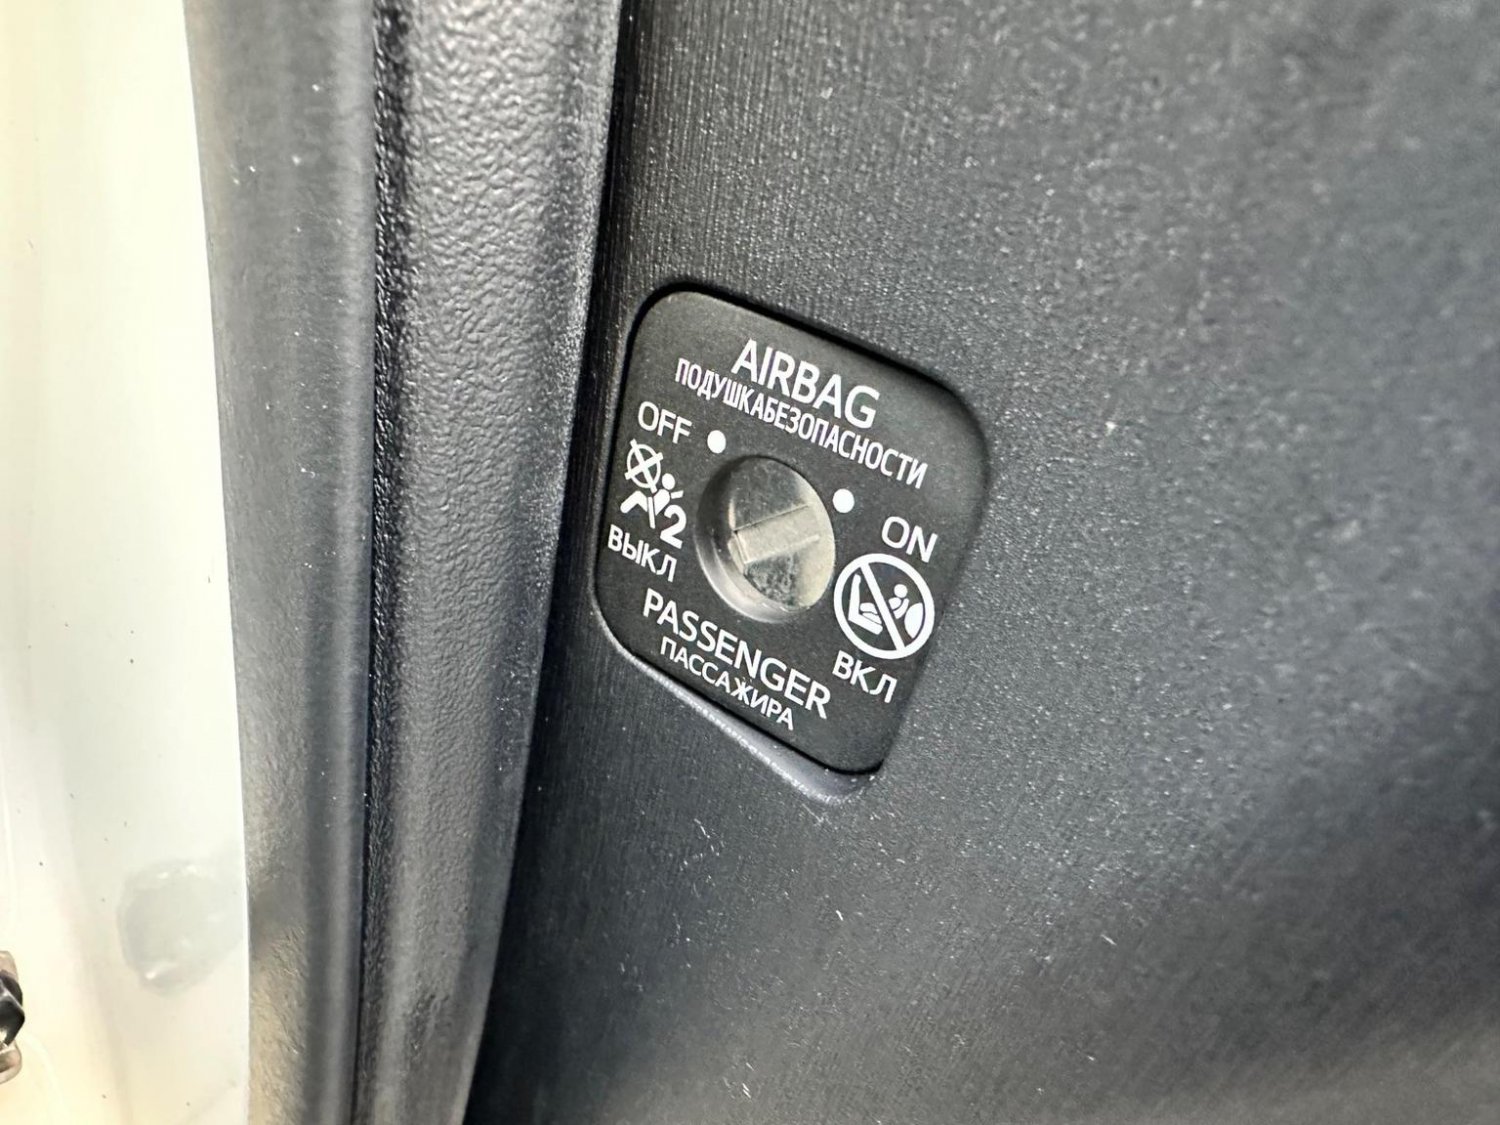 AIRBAG
ПОДУШКАБЕЗОПАСНОСТИ
OFF
ON
2
ВЫКЛ
ВКЛ
PASSENGER
ПАССАЖИРА